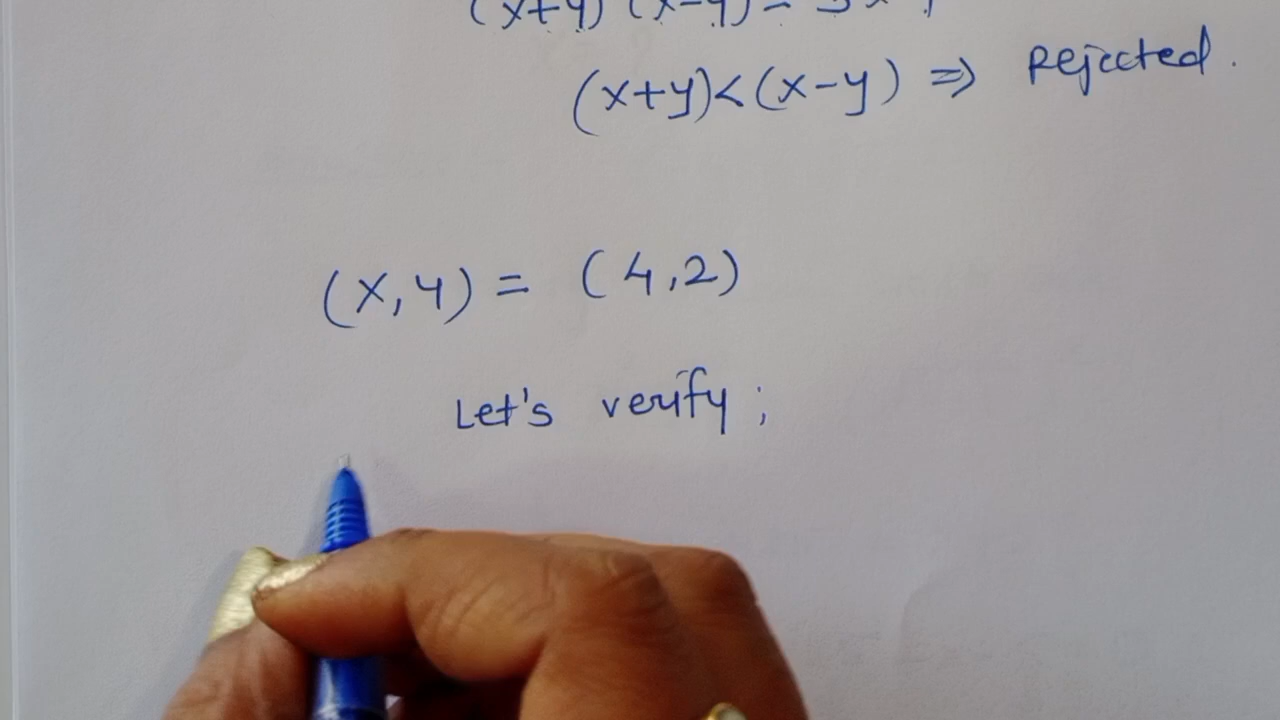 (x+y)(x-y)=
(x+y)<(x-y) ⇒ Rejected.
(x,y) = (4,2)
Let's verify;